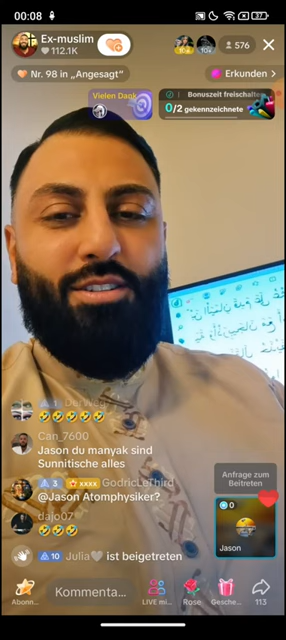 00:08
37
Ex-muslim
112.1K
576
Nr. 98 in „Angesagt“
Erkunden >
Vielen Dank
Bonuszeit freischalten
0/2 gekennzeichnete
1
🤣🤣🤣🤣🤣
Can_7600
Jason du manyak sind
Sunnitische alles
3 xxxx GodricLeThird
@Jason Atomphysiker?
dajo07
🤣🤣🤣
10 Julia🤍 ist beigetreten
Anfrage zum
Beitreten
0
Jason
Kommenta...
Abonn...
LIVE mi...
Rose
Gesche...
113